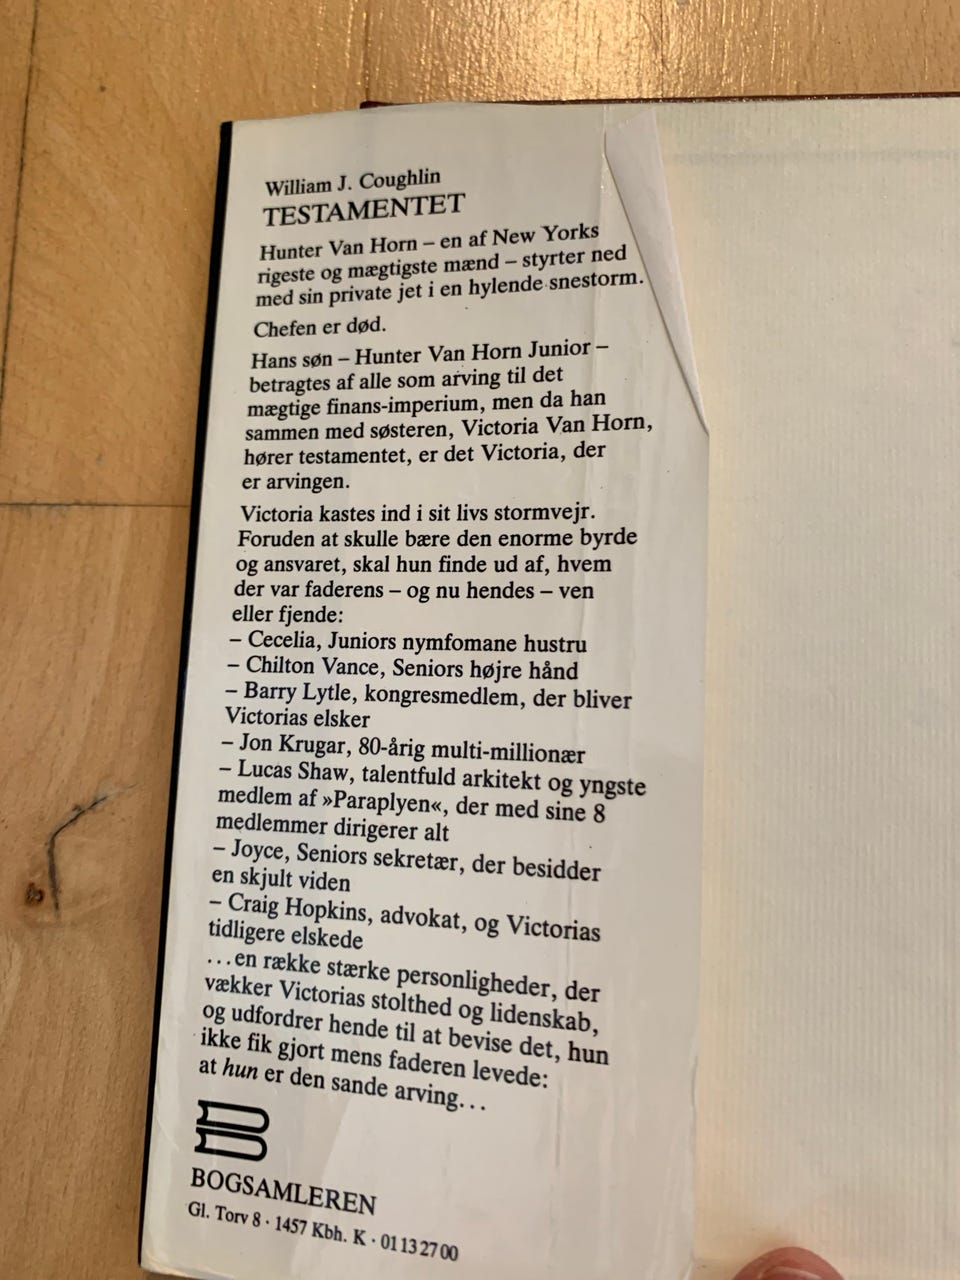 William J. Coughlin
TESTAMENTET
Hunter Van Horn – en af New Yorks
rigeste og mægtigste mænd – styrter ned
med sin private jet i en hylende snestorm.
Chefen er død.
Hans søn – Hunter Van Horn Junior –
betragtes af alle som arving til det
mægtige finans-imperium, men da han
sammen med søsteren, Victoria Van Horn,
hører testamentet, er det Victoria, der
er arvingen.
Victoria kastes ind i sit livs stormvejr.
Foruden at skulle bære den enorme byrde
og ansvaret, skal hun finde ud af, hvem
der var faderens – og nu hendes – ven
eller fjende:
– Cecelia, Juniors nymfomane hustru
– Chilton Vance, Seniors højre hånd
– Barry Lytle, kongresmedlem, der bliver
Victorias elsker
– Jon Krugar, 80-årig multi-millionær
– Lucas Shaw, talentfuld arkitekt og yngste
medlem af »Paraplyen«, der med sine 8
medlemmer dirigerer alt
– Joyce, Seniors sekretær, der besidder
en skjult viden
– Craig Hopkins, advokat, og Victorias
tidligere elskede
...en række stærke personligheder, der
vækker Victorias stolthed og lidenskab,
og udfordrer hende til at bevise det, hun
ikke fik gjort mens faderen levede:
at hun er den sande arving...
BOGSAMLEREN
Gl. Torv 8 · 1457 Kbh. K · 01 13 27 00